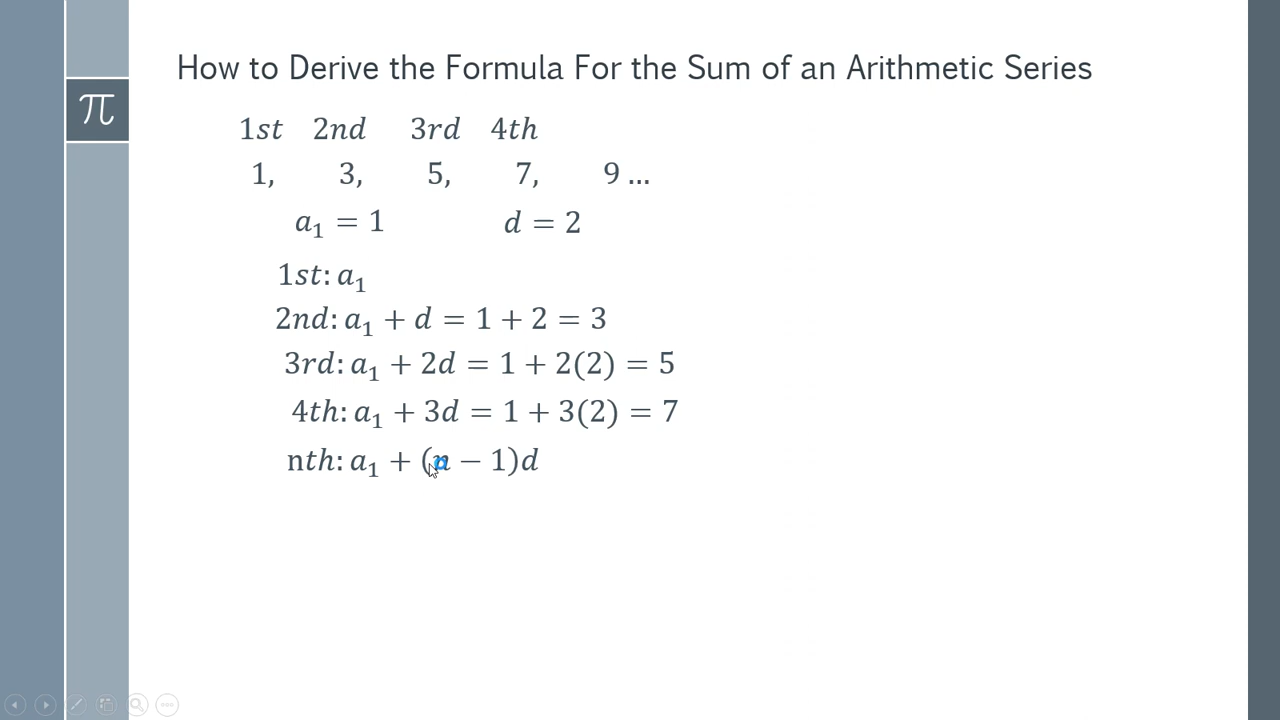 How to Derive the Formula For the Sum of an Arithmetic Series
π
1st 2nd 3rd 4th
1, 3, 5, 7, 9 ...
a₁ = 1 d = 2
1st: a₁
2nd: a₁ + d = 1 + 2 = 3
3rd: a₁ + 2d = 1 + 2(2) = 5
4th: a₁ + 3d = 1 + 3(2) = 7
nth: a₁ + (n − 1)d